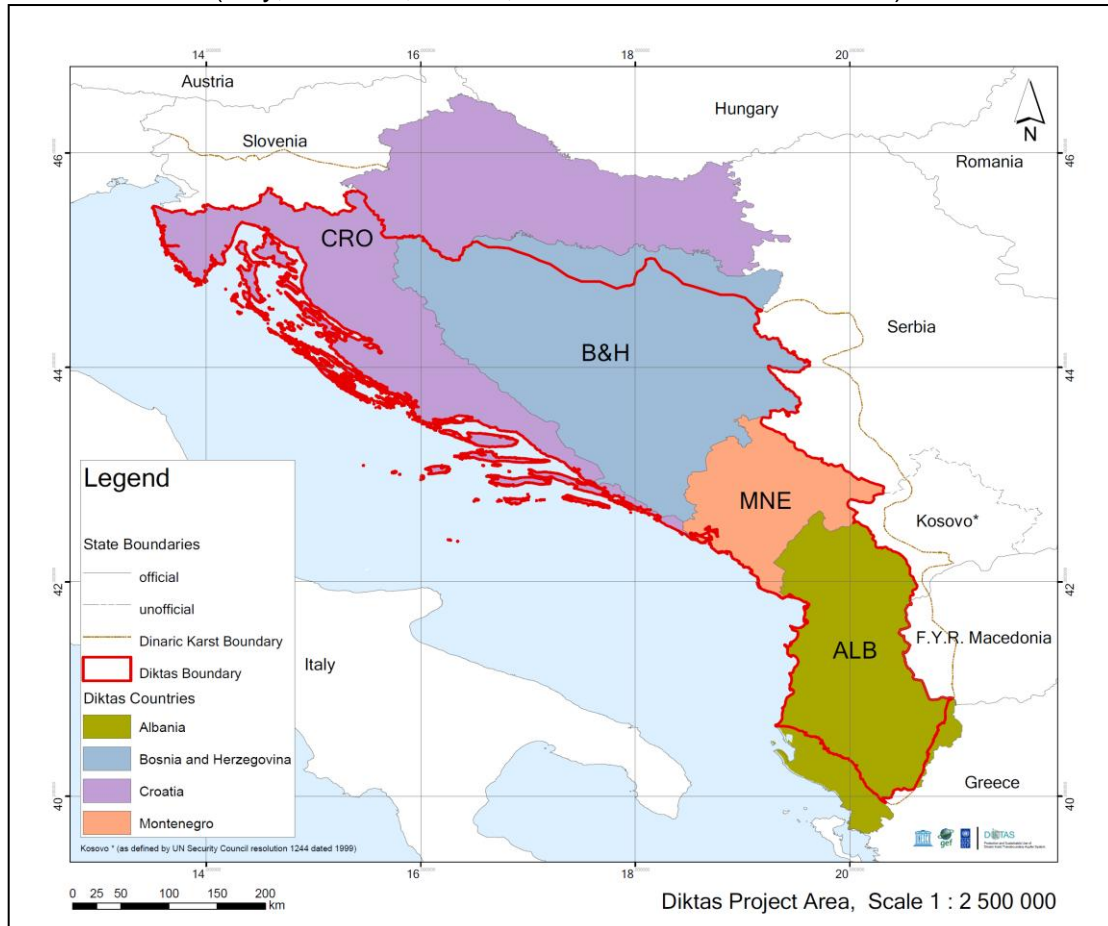 14
16
18
20
Austria
Hungary
Slovenia
N
46
46
Romania
CRO
Serbia
B&H
44
44
Legend
MNE
Kosovo*
State Boundaries
official
42
42
unofficial
Dinaric Karst Boundary
F.Y.R. Macedonia
Italy
ALB
Diktas Boundary
Diktas Countries
Albania
Bosnia and Herzegovina
Greece
40
40
Croatia
Montenegro
Kosovo * (as defined by UN Security Council resolution 1244 dated 1999)
gef
DIKTAS
14
16
18
20
0 25 50 100 150 200
km
Diktas Project Area, Scale 1 : 2 500 000